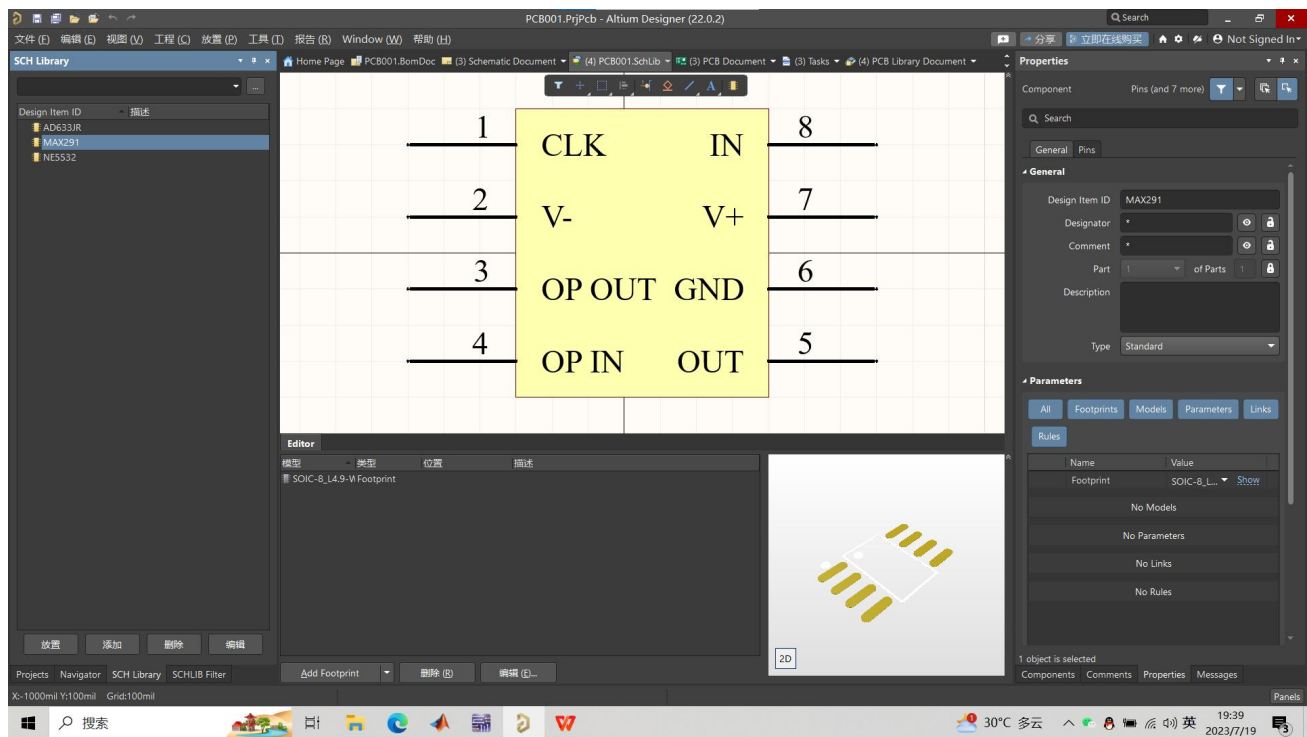 PCB001.PrjPcb - Altium Designer (22.0.2)
Search
文件 (F) 编辑 (E) 视图 (V) 工程 (C) 放置 (P) 工具 (T) 报告 (R) Window (W) 帮助 (H)
分享 立即在线购买 Not Signed In
SCH Library
Home Page PCB001.BomDoc (3) Schematic Document (4) PCB001.SchLib (3) PCB Document (3) Tasks (4) PCB Library Document
Properties
...
Component Pins (and 7 more)
Search
Design Item ID 描述
AD633JR
MAX291
NE5532
General Pins
General
Design Item ID MAX291
Designator *
Comment *
Part 1 of Parts 1
Description
Type Standard
1 CLK IN 8
2 V- V+ 7
3 OP OUT GND 6
4 OP IN OUT 5
Parameters
All Footprints Models Parameters Links
Rules
Name Value
Footprint SOIC-8_L... Show
No Models
No Parameters
No Links
No Rules
Editor
模型 类型 位置 描述
SOIC-8_L4.9-W Footprint
2D
放置 添加 删除 编辑
Add Footprint 删除 (R) 编辑 (E)...
1 object is selected
Projects Navigator SCH Library SCHLIB Filter
Components Comments Properties Messages
X:-1000mil Y:100mil Grid:100mil
Panels
搜索
30°C 多云
英
19:39
2023/7/19
3